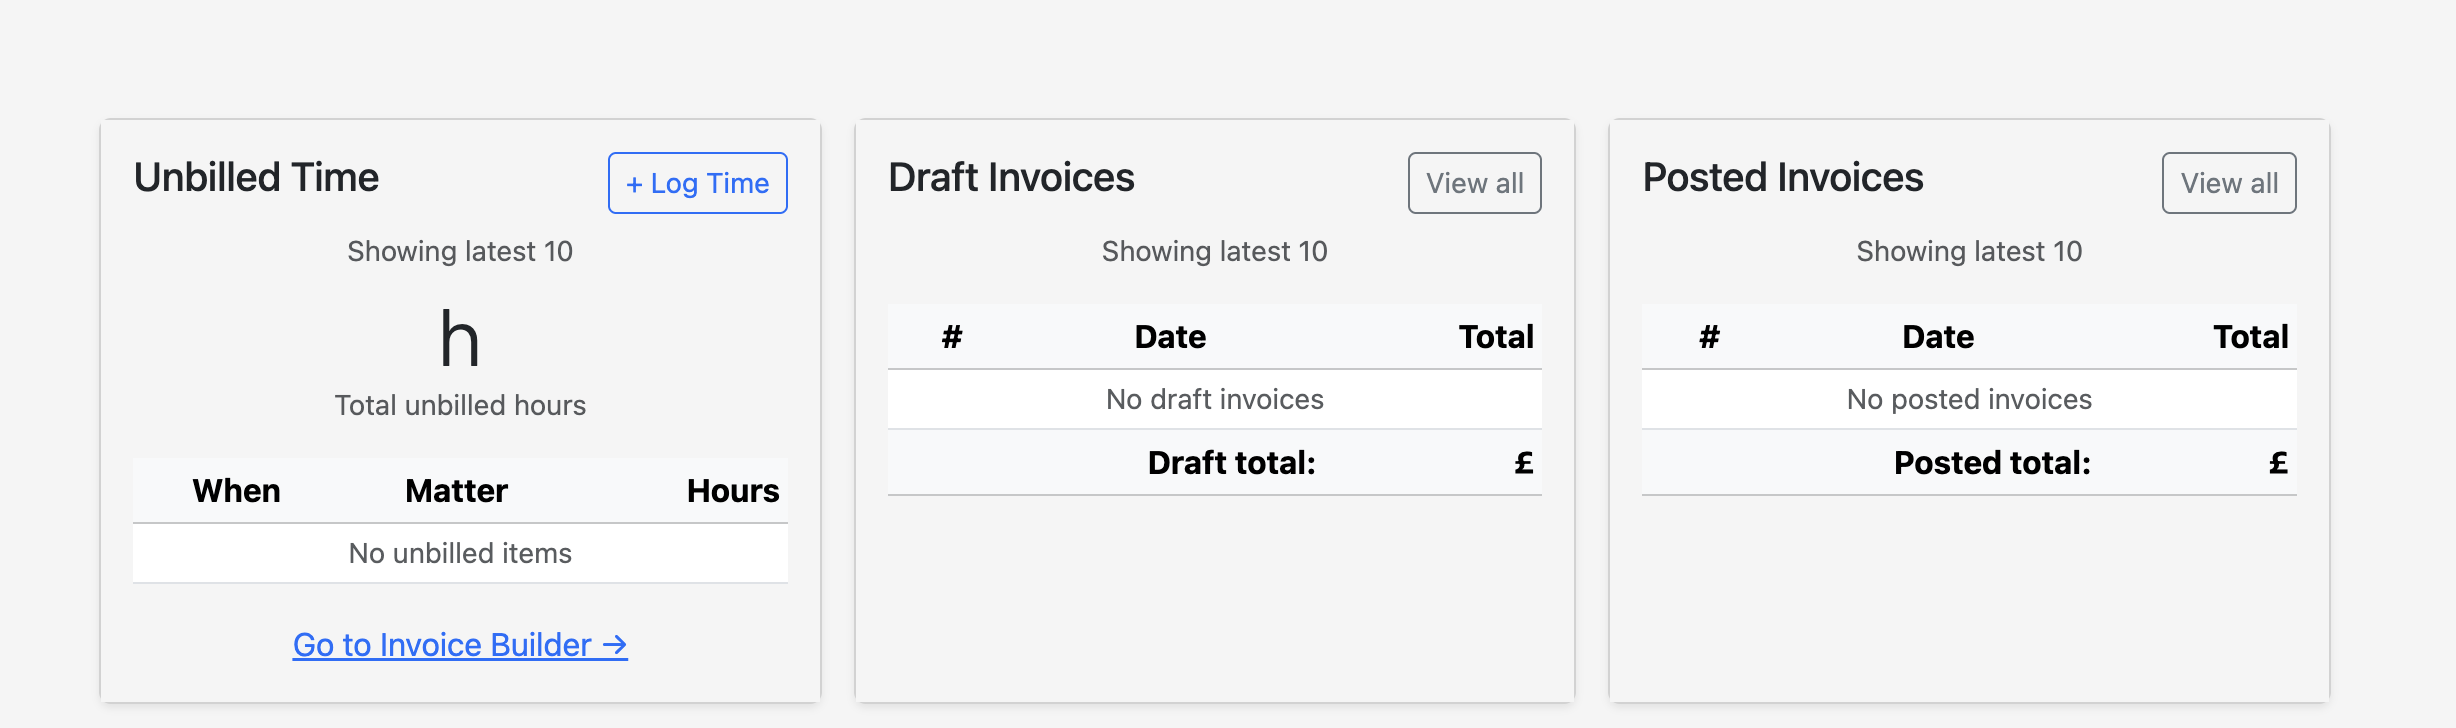 Unbilled Time
+ Log Time
Showing latest 10
h
Total unbilled hours
When Matter Hours
No unbilled items
Go to Invoice Builder →
Draft Invoices
View all
Showing latest 10
# Date Total
No draft invoices
Draft total: £
Posted Invoices
View all
Showing latest 10
# Date Total
No posted invoices
Posted total: £